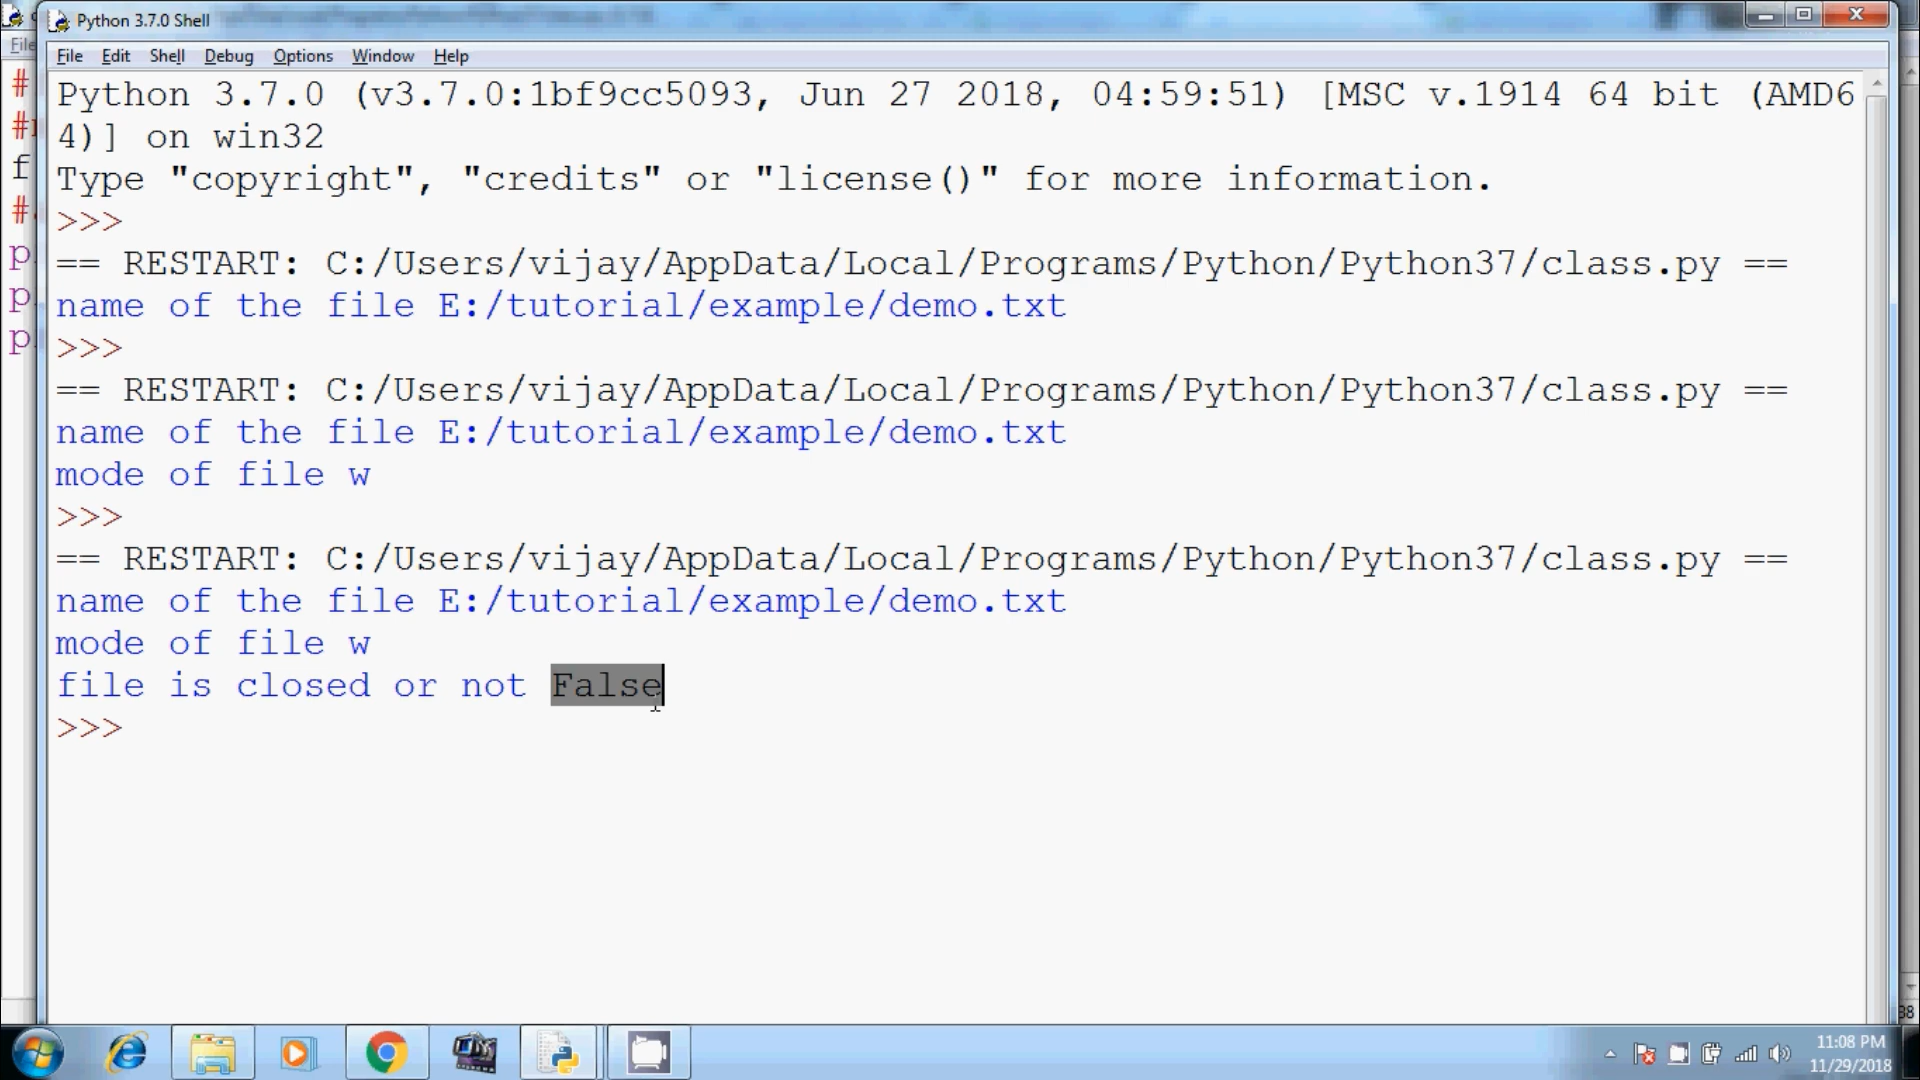 Python 3.7.0 Shell
File Edit Shell Debug Options Window Help
Python 3.7.0 (v3.7.0:1bf9cc5093, Jun 27 2018, 04:59:51) [MSC v.1914 64 bit (AMD6
4)] on win32
Type "copyright", "credits" or "license()" for more information.
>>>
== RESTART: C:/Users/vijay/AppData/Local/Programs/Python/Python37/class.py ==
name of the file E:/tutorial/example/demo.txt
>>>
== RESTART: C:/Users/vijay/AppData/Local/Programs/Python/Python37/class.py ==
name of the file E:/tutorial/example/demo.txt
mode of file w
>>>
== RESTART: C:/Users/vijay/AppData/Local/Programs/Python/Python37/class.py ==
name of the file E:/tutorial/example/demo.txt
mode of file w
file is closed or not False
>>>
11:08 PM
11/29/2018